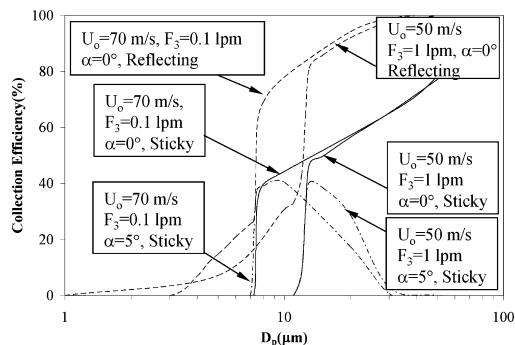 100
80
60
40
20
0
Collection Efficiency(%)
Uo=70 m/s, F3=0.1 lpm
α=0°, Reflecting
Uo=50 m/s
F3=1 lpm, α=0°
Reflecting
Uo=70 m/s,
F3=0.1 lpm
α=0°, Sticky
Uo=70 m/s
F3=0.1 lpm
α=5°, Sticky
Uo=50 m/s
F3=1 lpm
α=0°, Sticky
Uo=50 m/s
F3=1 lpm
α=5°, Sticky
1
10
100
Dp(μm)